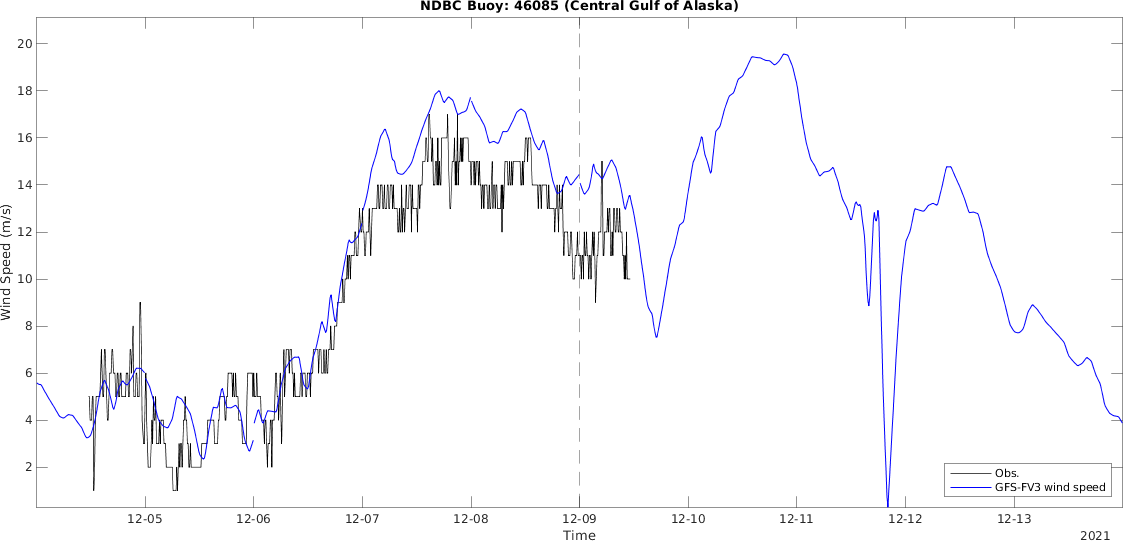 NDBC Buoy: 46085 (Central Gulf of Alaska)
20
18
16
14
12
10
8
6
4
2
Wind Speed (m/s)
12-05 12-06 12-07 12-08 12-09 12-10 12-11 12-12 12-13
Time
2021
Obs.
GFS-FV3 wind speed